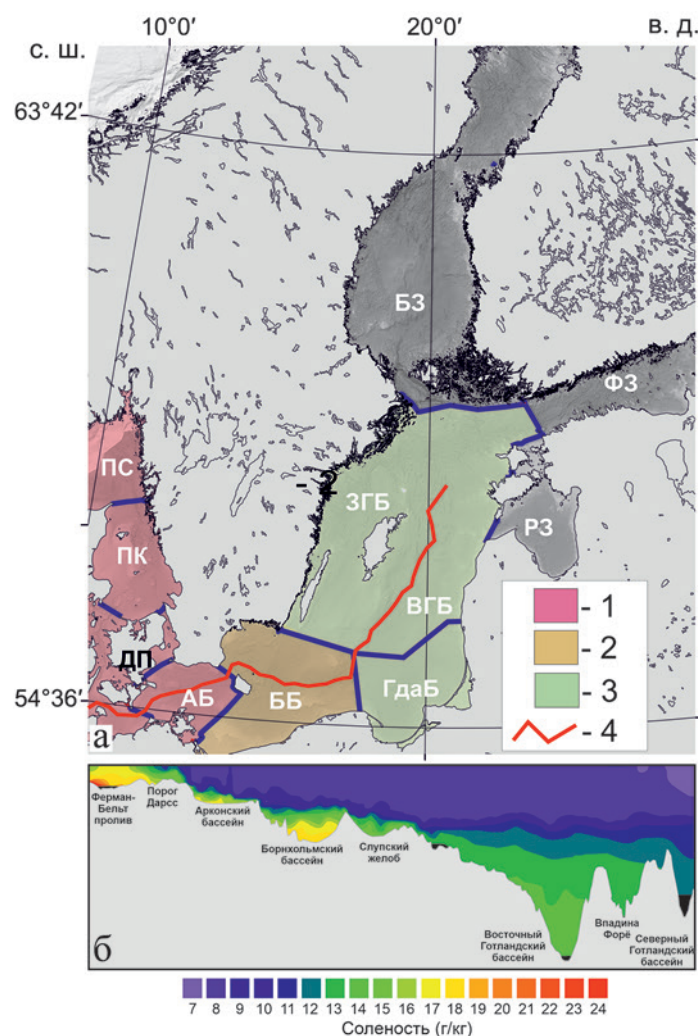 10°0′ 20°0′ в. д.
с. ш.
63°42′
БЗ
ФЗ
ПС
ЗГБ
РЗ
ПК
ВГБ
- 1
ДП
- 2
54°36′
АБ
ББ
ГдаБ
- 3
- 4
а
Ферман-
Бельт
пролив
Порог
Дарсс
Арконский
бассейн
Борнхольмский
бассейн
Слупский
желоб
Восточный
Готландский
бассейн
Впадина
Форё
Северный
Готландский
бассейн
б
7 8 9 10 11 12 13 14 15 16 17 18 19 20 21 22 23 24
Соленость (г/кг)